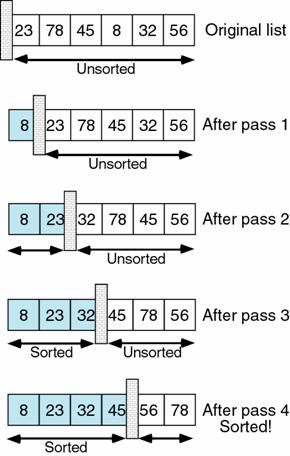 23 78 45 8 32 56 Original list
Unsorted
8 23 78 45 32 56 After pass 1
Unsorted
8 23 32 78 45 56 After pass 2
Unsorted
8 23 32 45 78 56 After pass 3
Sorted Unsorted
8 23 32 45 56 78 After pass 4
Sorted!
Sorted